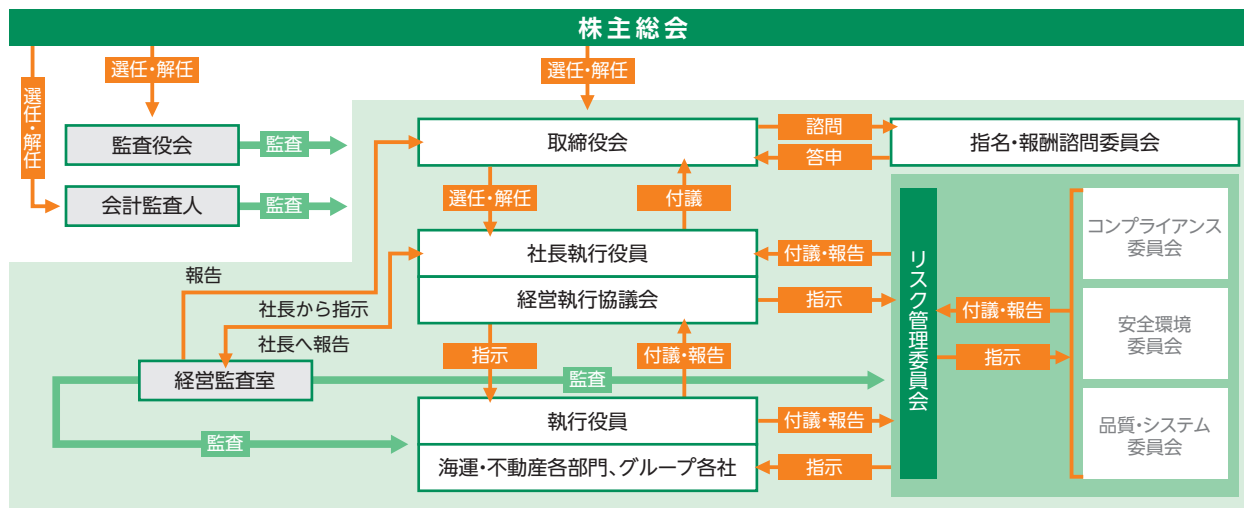 株主総会
選任・解任
選任・解任
選任・解任
監査役会
監査
会計監査人
監査
取締役会
諮問
答申
指名・報酬諮問委員会
選任・解任
付議
社長執行役員
経営執行協議会
付議・報告
指示
リスク管理委員会
付議・報告
指示
コンプライアンス
委員会
安全環境
委員会
品質・システム
委員会
報告
社長から指示
社長へ報告
経営監査室
監査
監査
指示
付議・報告
執行役員
海運・不動産各部門、グループ各社
付議・報告
指示